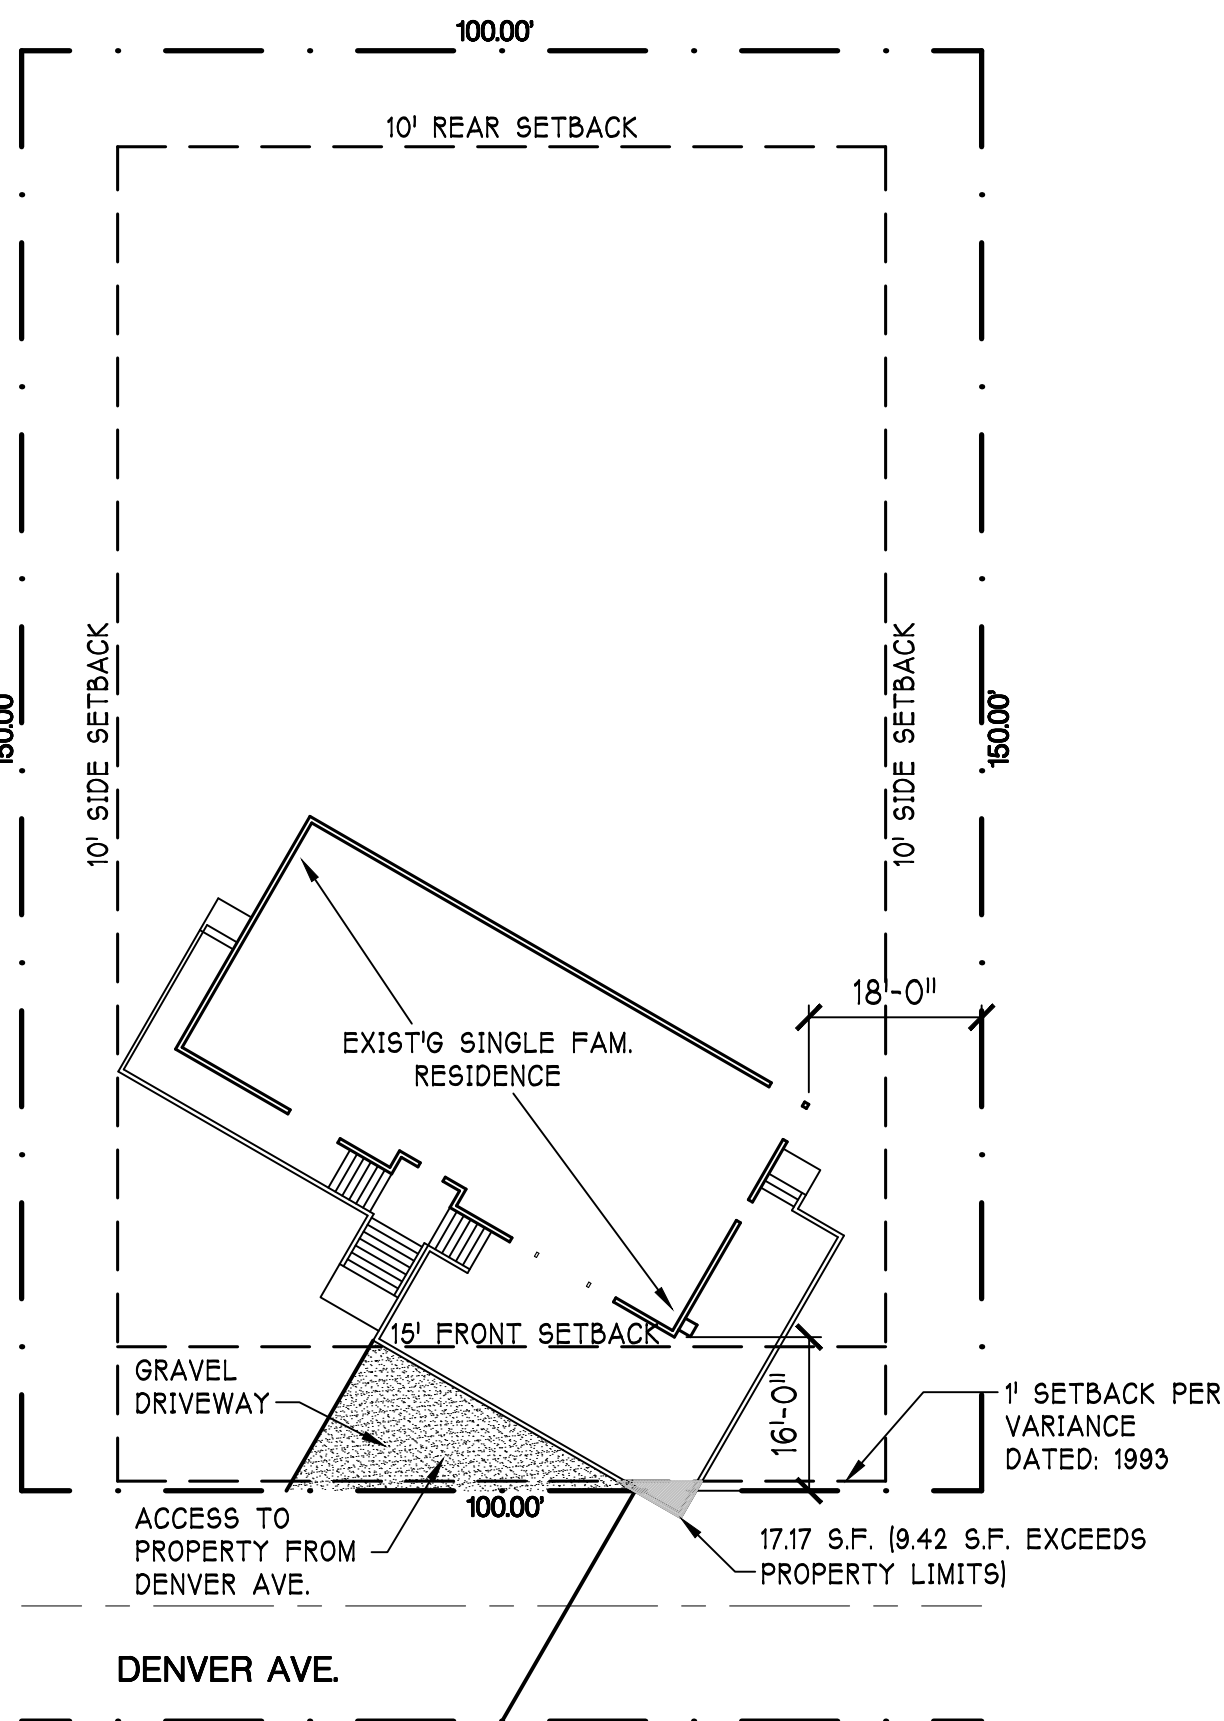 100.00'
10' REAR SETBACK
10' SIDE SETBACK
10' SIDE SETBACK
150.00'
150.00'
18'-0"
EXIST'G SINGLE FAM.
RESIDENCE
15' FRONT SETBACK
GRAVEL
DRIVEWAY
16'-0"
1' SETBACK PER
VARIANCE
DATED: 1993
100.00'
ACCESS TO
PROPERTY FROM
DENVER AVE.
17.17 S.F. (9.42 S.F. EXCEEDS
PROPERTY LIMITS)
DENVER AVE.